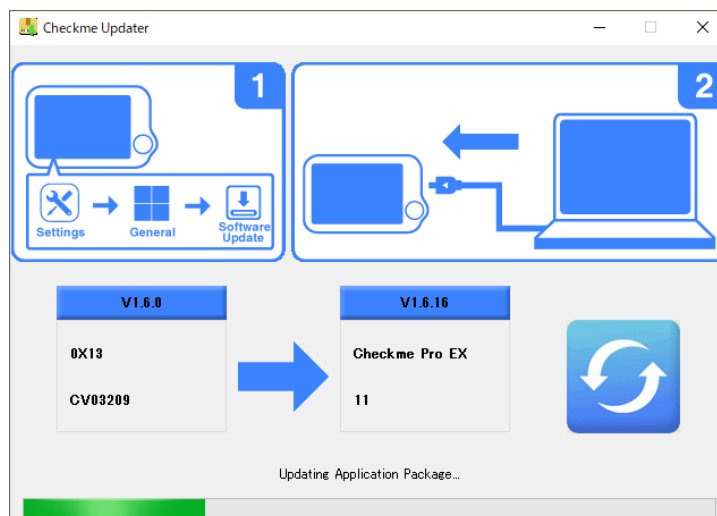 Checkme Updater
1
2
Settings
General
Software
Update
V1.6.0
0X13
CV03209
V1.6.16
Checkme Pro EX
11
Updating Application Package...